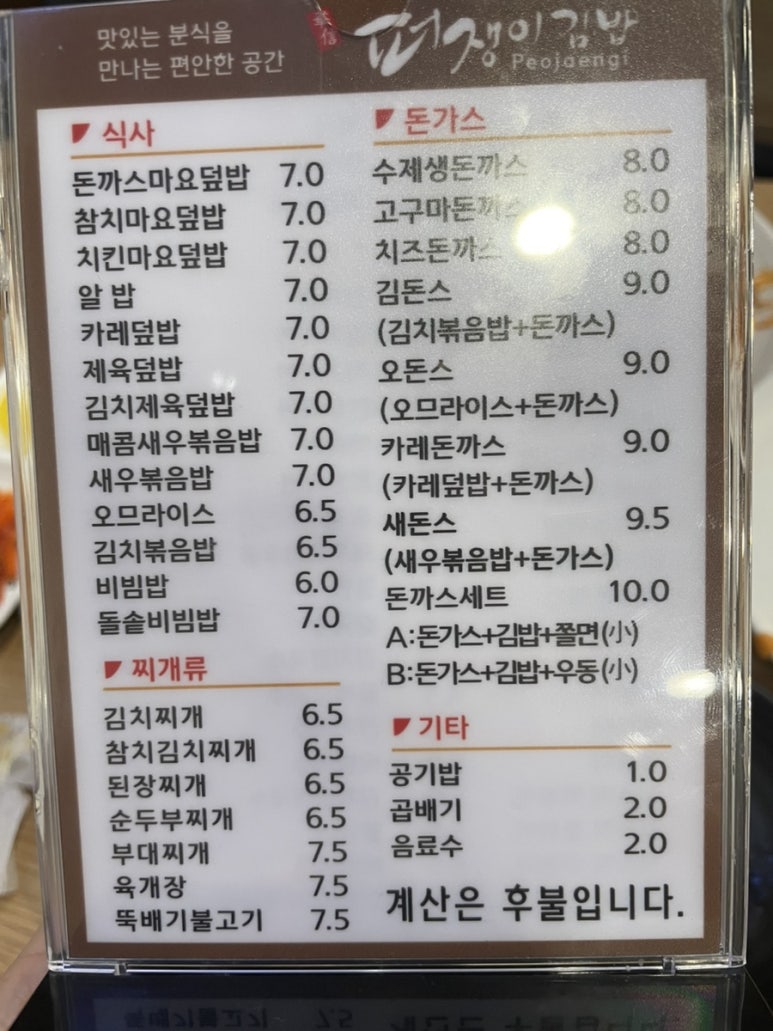 맛있는 분식을
만나는 편안한 공간
펴쟁이김밥
Peojaengi
식사
돈까스마요덮밥 7.0
참치마요덮밥 7.0
치킨마요덮밥 7.0
알 밥 7.0
카레덮밥 7.0
제육덮밥 7.0
김치제육덮밥 7.0
매콤새우볶음밥 7.0
새우볶음밥 7.0
오므라이스 6.5
김치볶음밥 6.5
비빔밥 6.0
돌솥비빔밥 7.0
찌개류
김치찌개 6.5
참치김치찌개 6.5
된장찌개 6.5
순두부찌개 6.5
부대찌개 7.5
육개장 7.5
뚝배기불고기 7.5
돈가스
수제생돈까스 8.0
고구마돈까스 8.0
치즈돈까스 8.0
김돈스 9.0
(김치볶음밥+돈까스)
오돈스 9.0
(오므라이스+돈까스)
카레돈까스 9.0
(카레덮밥+돈까스)
새돈스 9.5
(새우볶음밥+돈가스)
돈까스세트 10.0
A:돈가스+김밥+쫄면(小)
B:돈가스+김밥+우동(小)
기타
공기밥 1.0
곱배기 2.0
음료수 2.0
계산은 후불입니다.